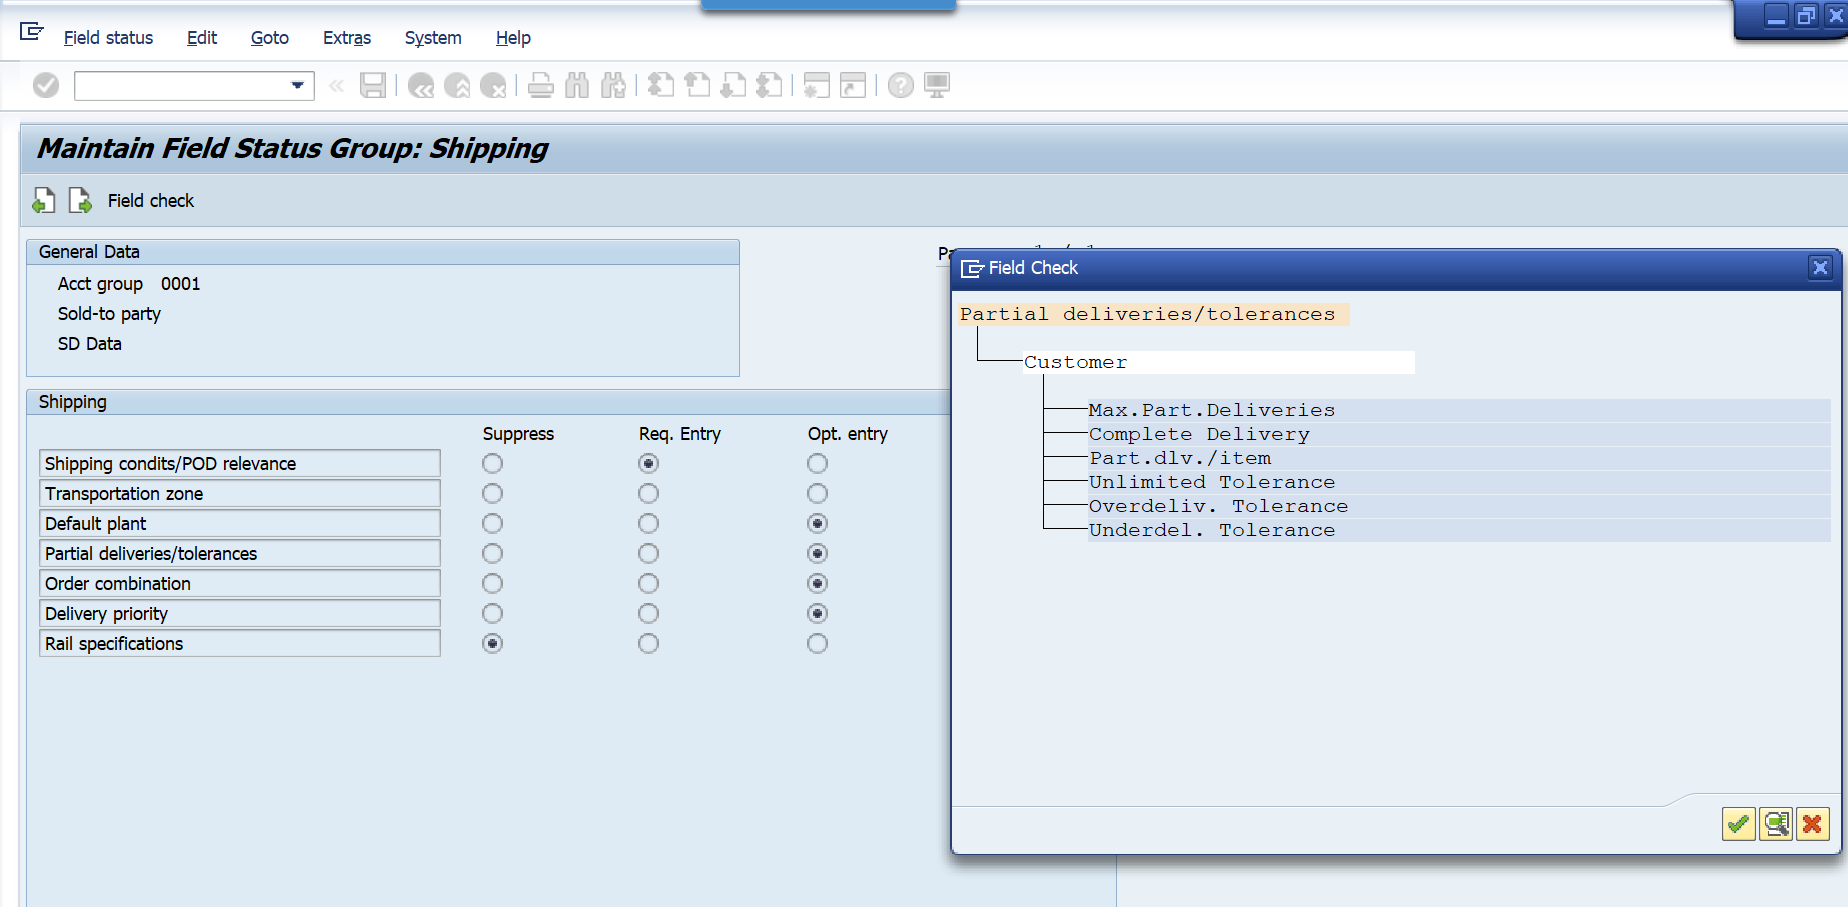 Field status Edit Goto Extras System Help
Maintain Field Status Group: Shipping
Field check
General Data
Acct group 0001
Sold-to party
SD Data
Shipping
Suppress Req. Entry Opt. entry
Shipping condits/POD relevance
Transportation zone
Default plant
Partial deliveries/tolerances
Order combination
Delivery priority
Rail specifications
Field Check
Partial deliveries/tolerances
Customer
Max.Part.Deliveries
Complete Delivery
Part.dlv./item
Unlimited Tolerance
Overdeliv. Tolerance
Underdel. Tolerance